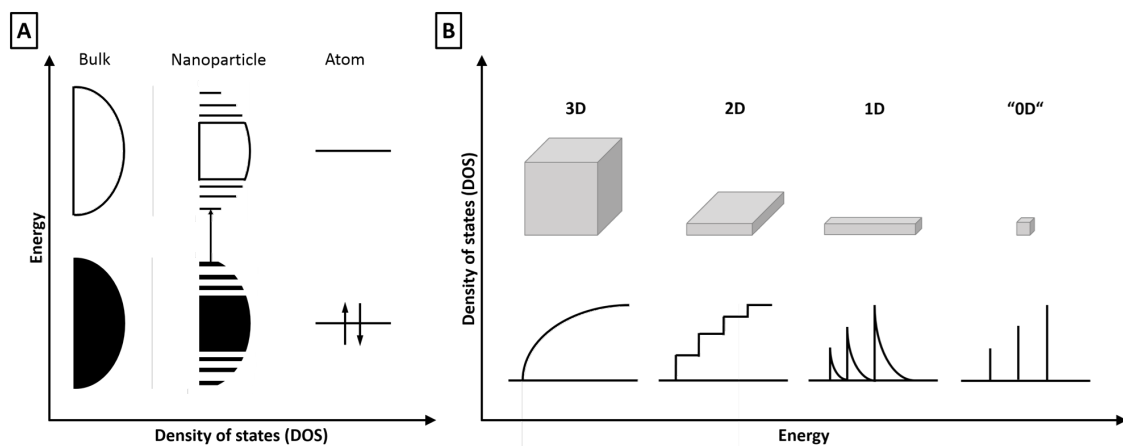 A
Bulk
Nanoparticle
Atom
Energy
Density of states (DOS)
B
3D
2D
1D
“0D“
Density of states (DOS)
Energy